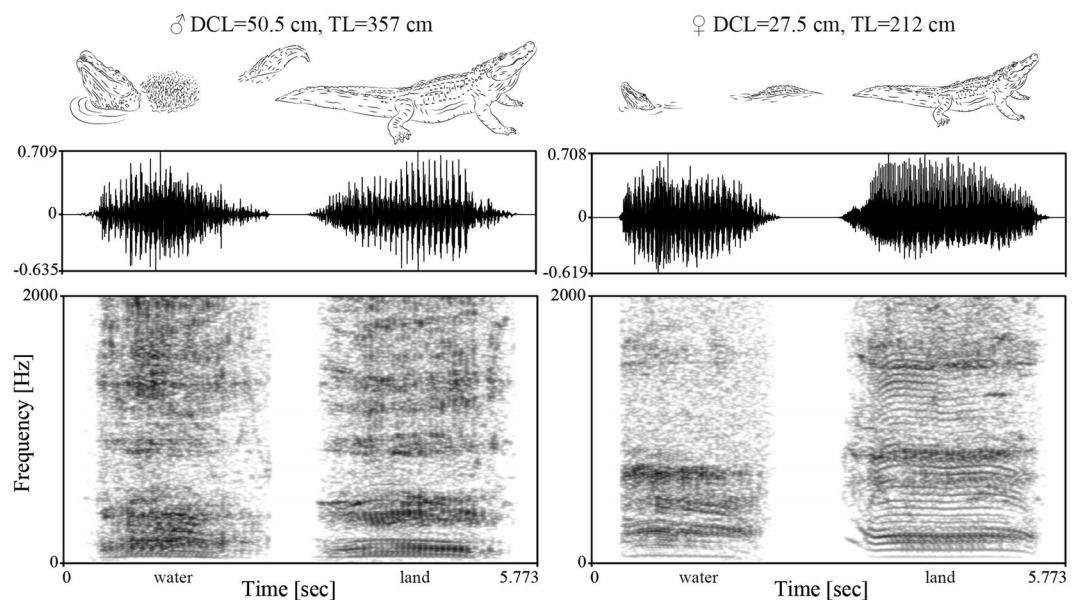 ♂ DCL=50.5 cm, TL=357 cm
♀ DCL=27.5 cm, TL=212 cm
0.709
0
-0.635
0.708
0
-0.619
2000
Frequency [Hz]
0
2000
0
0
water
land
5.773
Time [sec]
0
water
land
5.773
Time [sec]